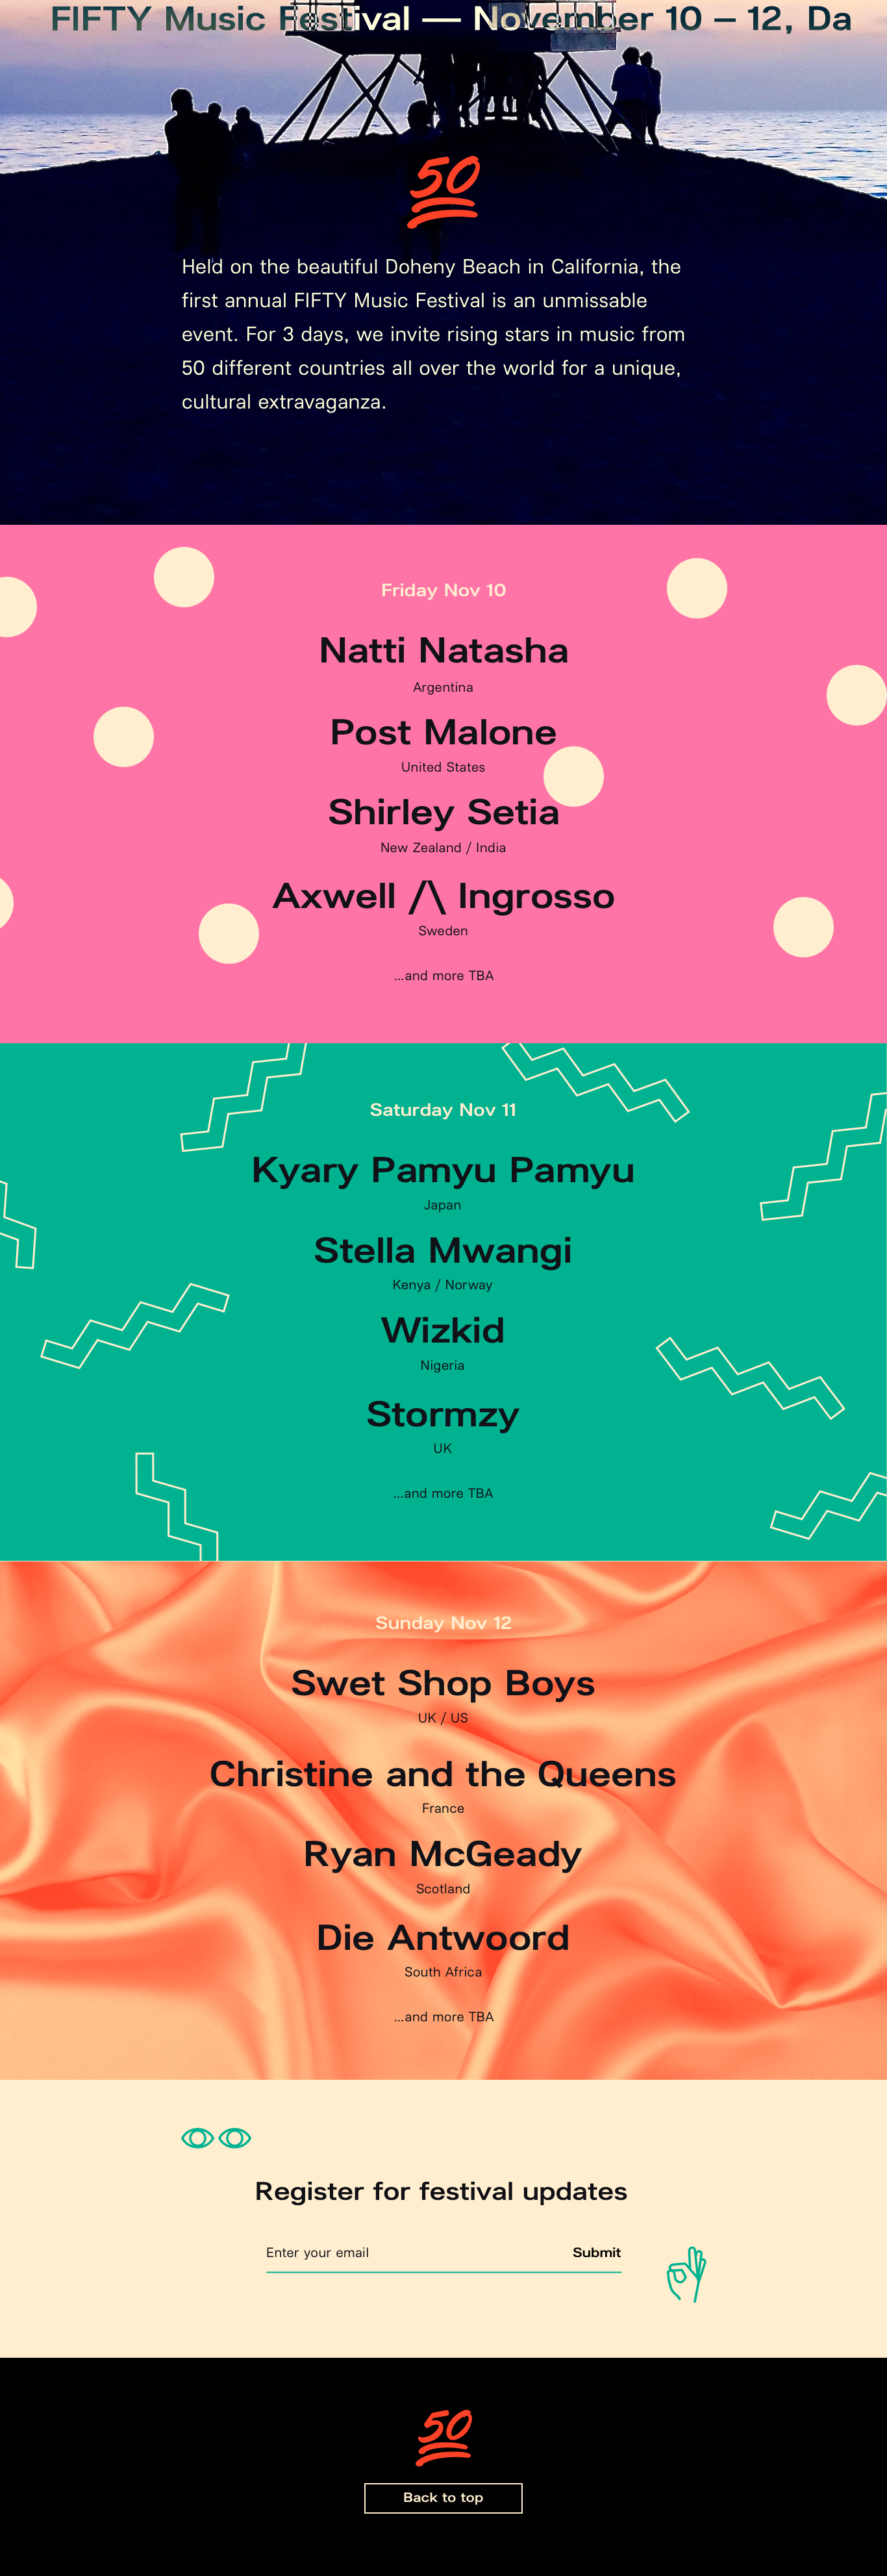 FIFTY Music Festival — November 10 – 12, Da
50
Held on the beautiful Doheny Beach in California, the
first annual FIFTY Music Festival is an unmissable
event. For 3 days, we invite rising stars in music from
50 different countries all over the world for a unique,
cultural extravaganza.
Friday Nov 10
Natti Natasha
Argentina
Post Malone
United States
Shirley Setia
New Zealand / India
Axwell /\ Ingrosso
Sweden
...and more TBA
Saturday Nov 11
Kyary Pamyu Pamyu
Japan
Stella Mwangi
Kenya / Norway
Wizkid
Nigeria
Stormzy
UK
...and more TBA
Sunday Nov 12
Swet Shop Boys
UK / US
Christine and the Queens
France
Ryan McGeady
Scotland
Die Antwoord
South Africa
...and more TBA
Register for festival updates
Enter your email
Submit
50
Back to top